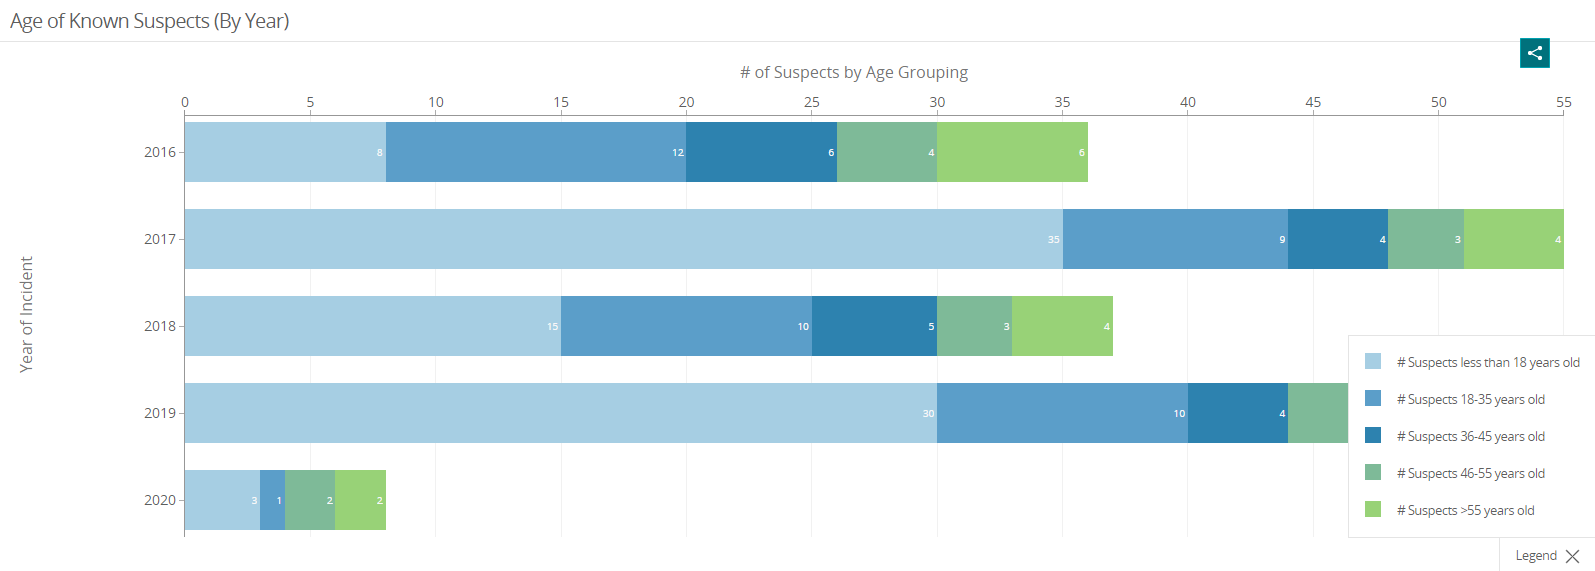 Age of Known Suspects (By Year)
# of Suspects by Age Grouping
0 5 10 15 20 25 30 35 40 45 50 55
Year of Incident
2016 8 12 6 4 6
2017 35 9 4 3 4
2018 15 10 5 3 4
2019 30 10 4
2020 3 1 2 2
# Suspects less than 18 years old
# Suspects 18-35 years old
# Suspects 36-45 years old
# Suspects 46-55 years old
# Suspects >55 years old
Legend